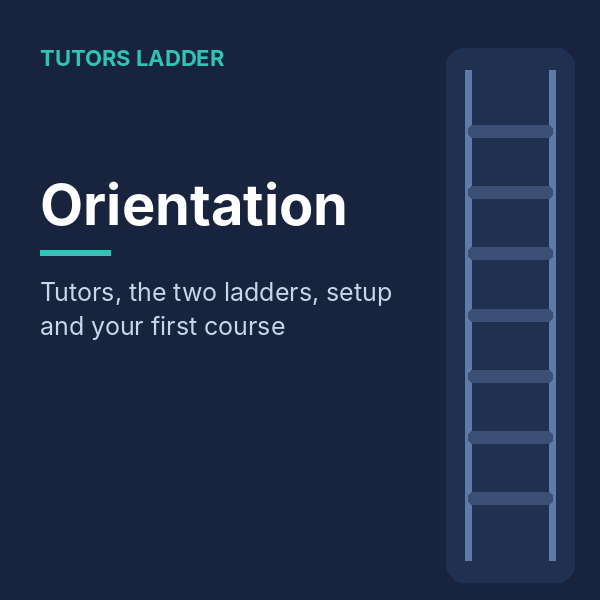 TUTORS LADDER
Orientation
Tutors, the two ladders, setup
and your first course